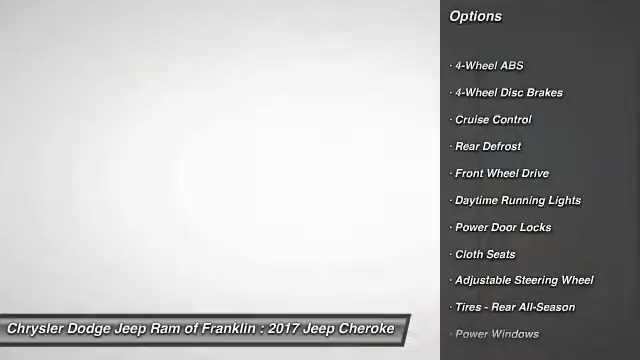 Options
· 4-Wheel ABS
· 4-Wheel Disc Brakes
· Cruise Control
· Rear Defrost
· Front Wheel Drive
· Daytime Running Lights
· Power Door Locks
· Cloth Seats
· Adjustable Steering Wheel
· Tires - Rear All-Season
· Power Windows
Chrysler Dodge Jeep Ram of Franklin : 2017 Jeep Cheroke